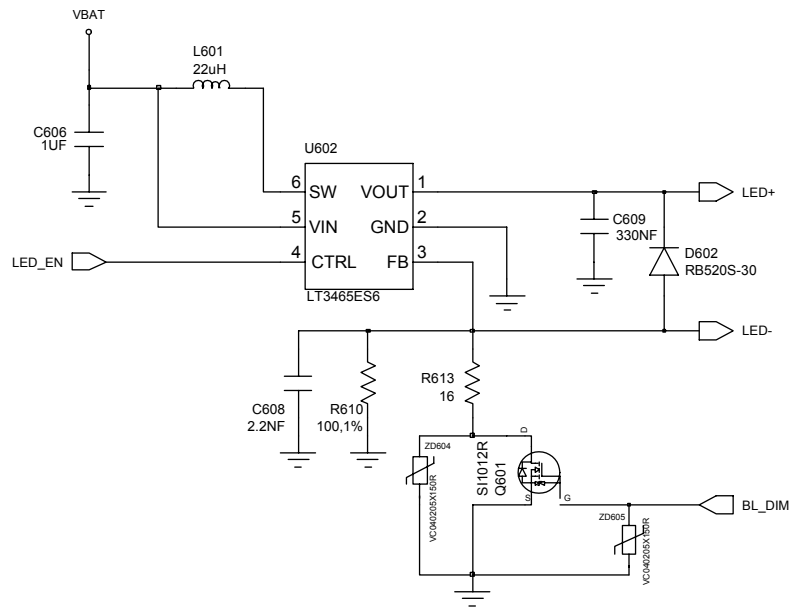 VBAT
L601
22uH
C606
1UF
U602
6 SW VOUT 1
5 VIN GND 2
4 CTRL FB 3
LT3465ES6
LED_EN
LED+
C609
330NF
D602
RB520S-30
LED-
C608
2.2NF
R610
100,1%
R613
16
ZD604
VC040205X150R
SI1012R
Q601
D
S
G
BL_DIM
ZD605
VC040205X150R